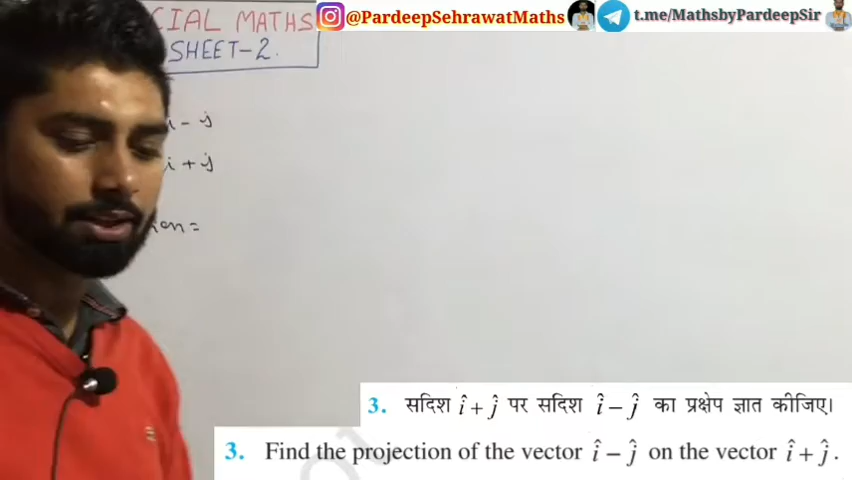 CIAL MATHS
SHEET-2.
@PardeepSehrawatMaths
t.me/MathsbyPardeepSir
i - j
i + j
ion =
3. सदिश î + ĵ पर सदिश î − ĵ का प्रक्षेप ज्ञात कीजिए।
3. Find the projection of the vector î − ĵ on the vector î + ĵ.